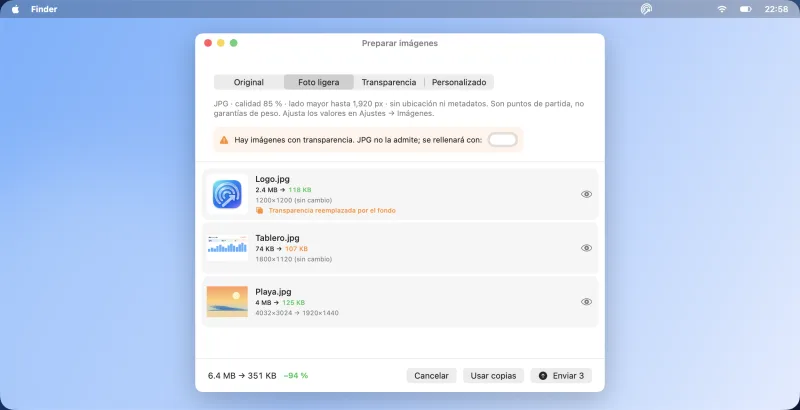 Finder
22:58
Preparar imágenes
Original
Foto ligera
Transparencia
Personalizado
JPG · calidad 85 % · lado mayor hasta 1,920 px · sin ubicación ni metadatos. Son puntos de partida, no
garantías de peso. Ajusta los valores en Ajustes → Imágenes.
Hay imágenes con transparencia. JPG no la admite; se rellenará con:
Logo.jpg
2.4 MB → 118 KB
1200×1200 (sin cambio)
Transparencia reemplazada por el fondo
Tablero.jpg
74 KB → 107 KB
1600×1120 (sin cambio)
Playa.jpg
4 MB → 125 KB
4032×3024 → 1920×1440
6.4 MB → 351 KB −94 %
Cancelar
Usar copias
Enviar 3